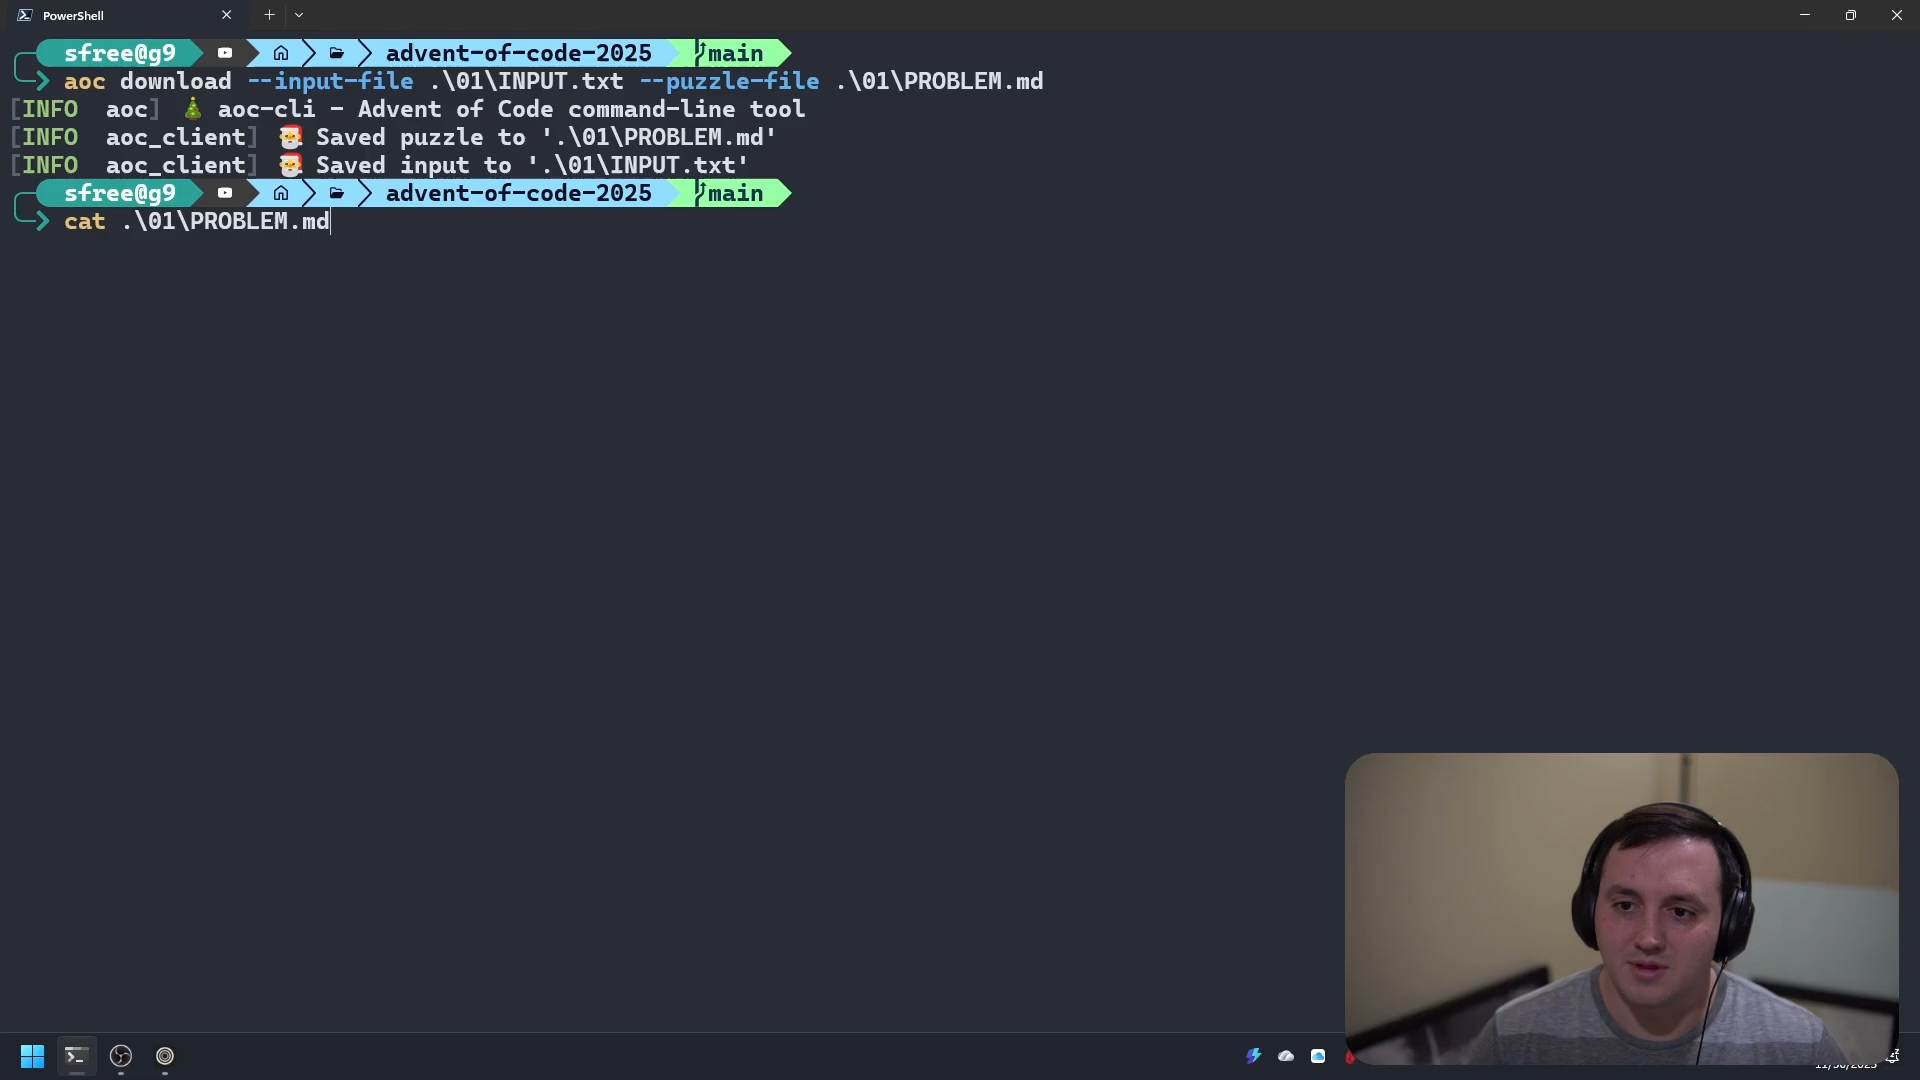 PowerShell
sfree@g9 advent-of-code-2025 main
aoc download --input-file .\01\INPUT.txt --puzzle-file .\01\PROBLEM.md
[INFO  aoc] 🎄 aoc-cli - Advent of Code command-line tool
[INFO  aoc_client] 🎅 Saved puzzle to '.\01\PROBLEM.md'
[INFO  aoc_client] 🎅 Saved input to '.\01\INPUT.txt'
sfree@g9 advent-of-code-2025 main
cat .\01\PROBLEM.md